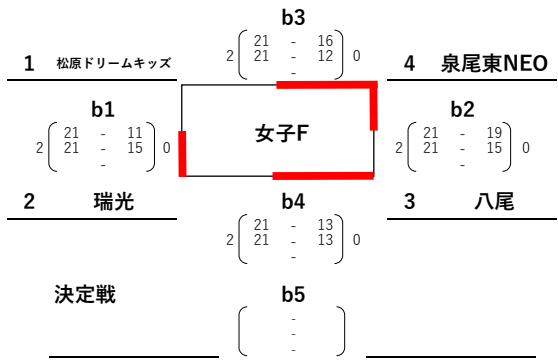 b3
21 - 16
2 21 - 12 0
-
1 松原ドリームキッズ
4 泉尾東NEO
b1
21 - 11
2 21 - 15 0
-
女子F
b2
21 - 19
2 21 - 15 0
-
2 瑞光
b4
3 八尾
21 - 13
2 21 - 13 0
-
決定戦
b5
-
-
-